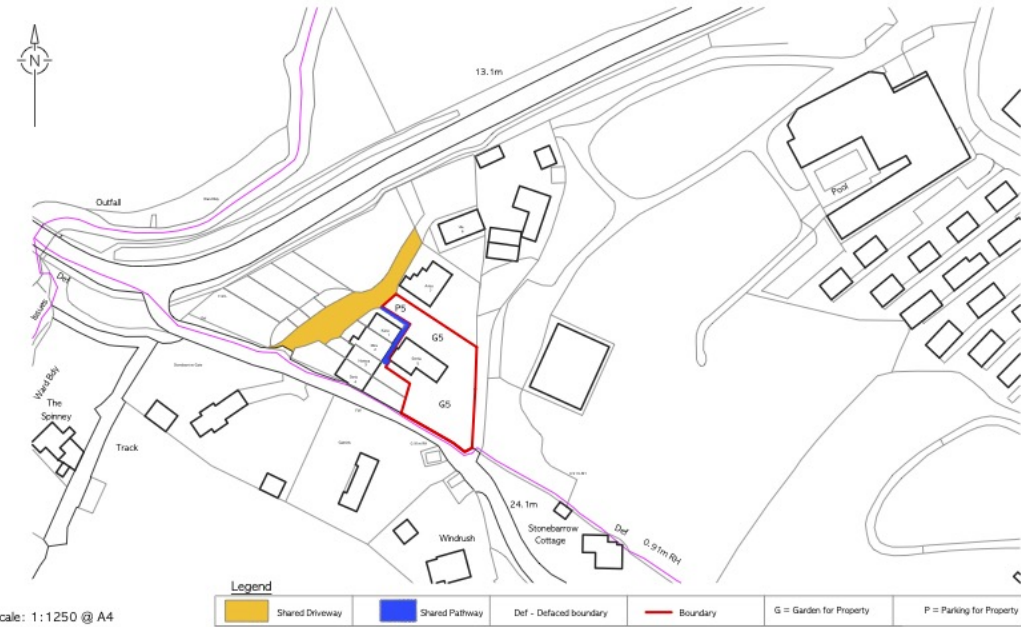 N
13.1m
Outfall
Def
Issues
Pool
P5
G5
G5
Ward Bdy
The
Spinney
Track
24.1m
Stonebarrow
Cottage
Def
0.91m RH
Windrush
Legend
cale: 1:1250 @ A4
Shared Driveway
Shared Pathway
Def - Defaced boundary
Boundary
G = Garden for Property
P = Parking for Property